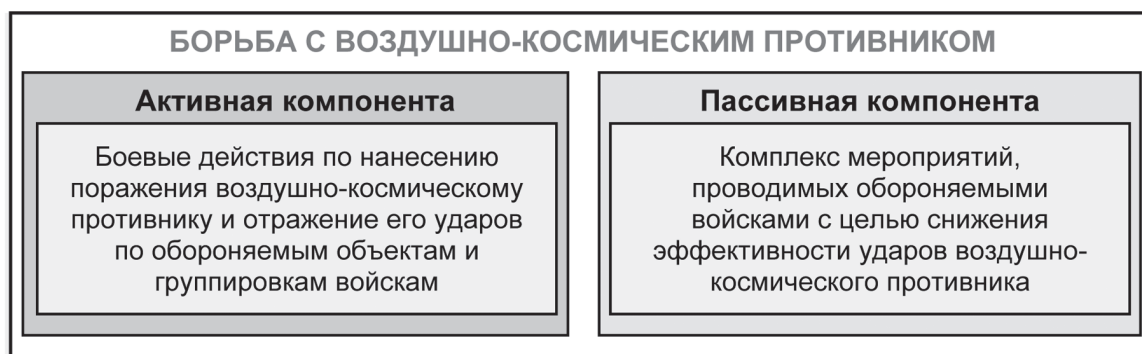 БОРЬБА С ВОЗДУШНО-КОСМИЧЕСКИМ ПРОТИВНИКОМ
Активная компонента
Боевые действия по нанесению
поражения воздушно-космическому
противнику и отражение его ударов
по обороняемым объектам и
группировкам войскам
Пассивная компонента
Комплекс мероприятий,
проводимых обороняемыми
войсками с целью снижения
эффективности ударов воздушно-
космического противника